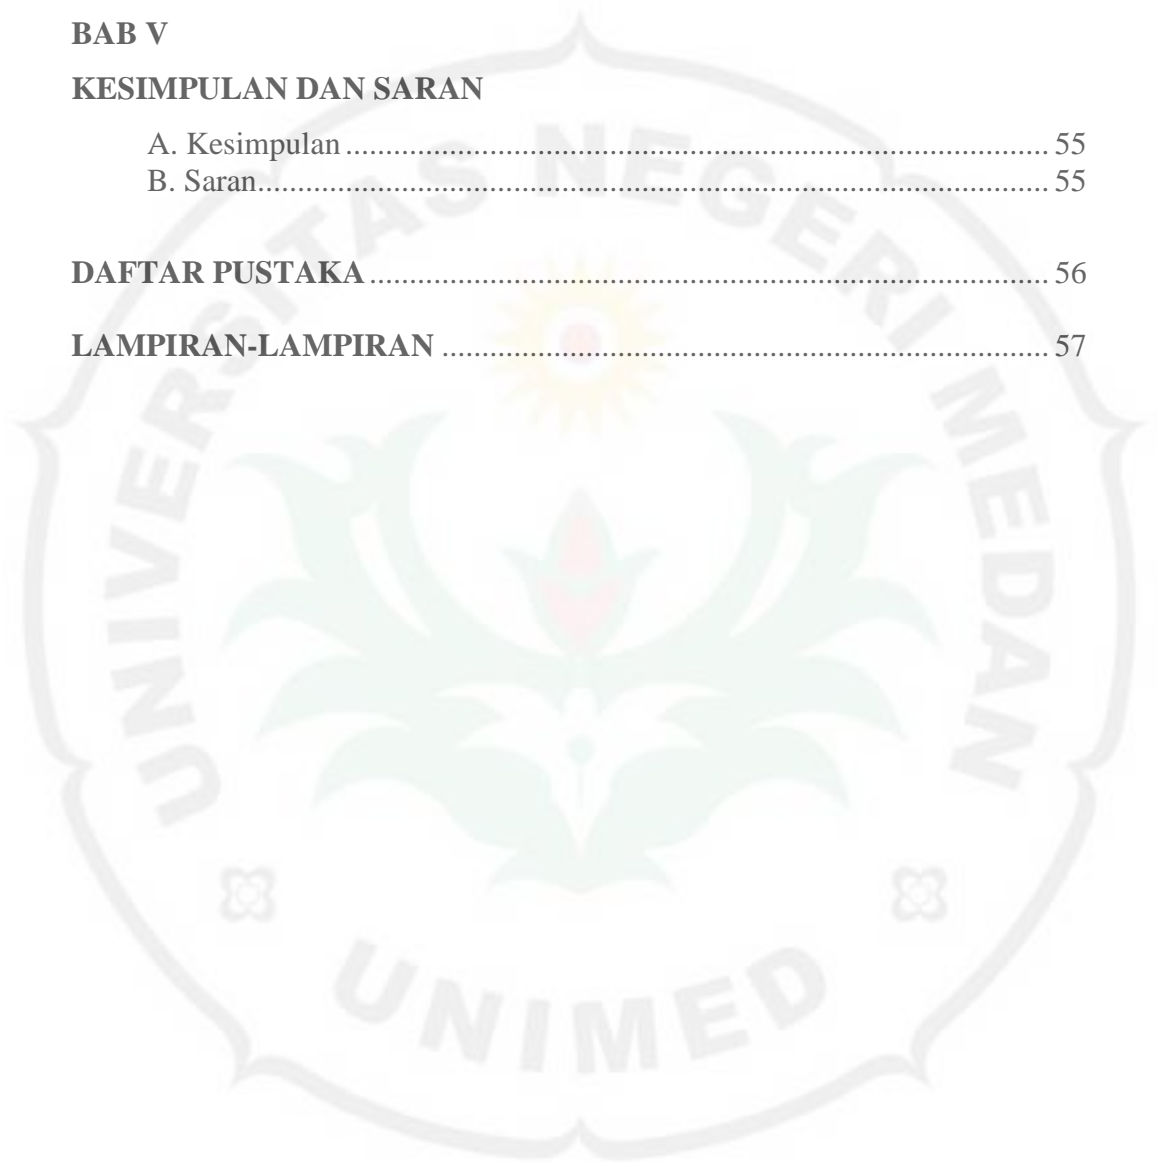 BAB V
KESIMPULAN DAN SARAN
A. Kesimpulan ........................................................................................ 55
B. Saran.................................................................................................... 55
DAFTAR PUSTAKA..................................................................................... 56
LAMPIRAN-LAMPIRAN ............................................................................ 57
UNIVERSITAS NEGERI MEDAN
UNIMED